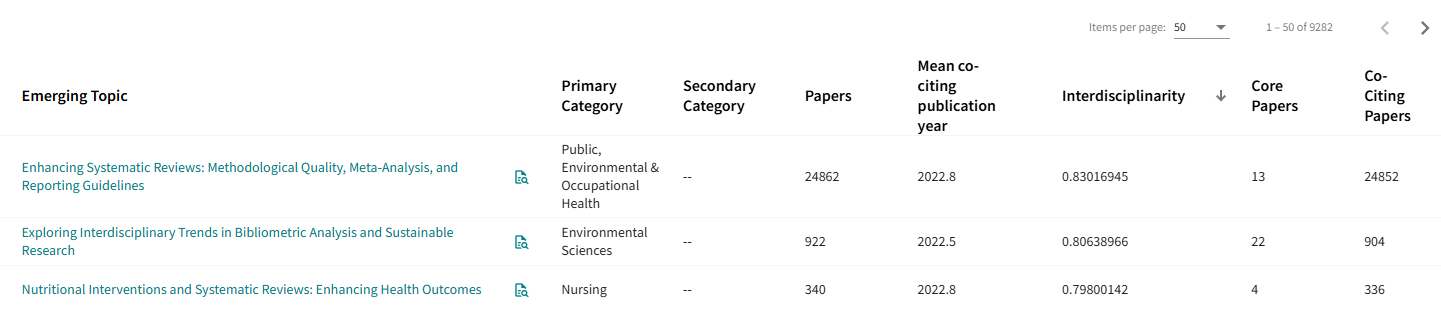 Items per page: 50 1 – 50 of 9282
Emerging Topic
Primary
Category
Secondary
Category
Papers
Mean co-
citing
publication
year
Interdisciplinarity
Core
Papers
Co-
Citing
Papers
Enhancing Systematic Reviews: Methodological Quality, Meta-Analysis, and
Reporting Guidelines
Public,
Environmental &
Occupational
Health
--
24862
2022.8
0.83016945
13
24852
Exploring Interdisciplinary Trends in Bibliometric Analysis and Sustainable
Research
Environmental
Sciences
--
922
2022.5
0.80638966
22
904
Nutritional Interventions and Systematic Reviews: Enhancing Health Outcomes
Nursing
--
340
2022.8
0.79800142
4
336